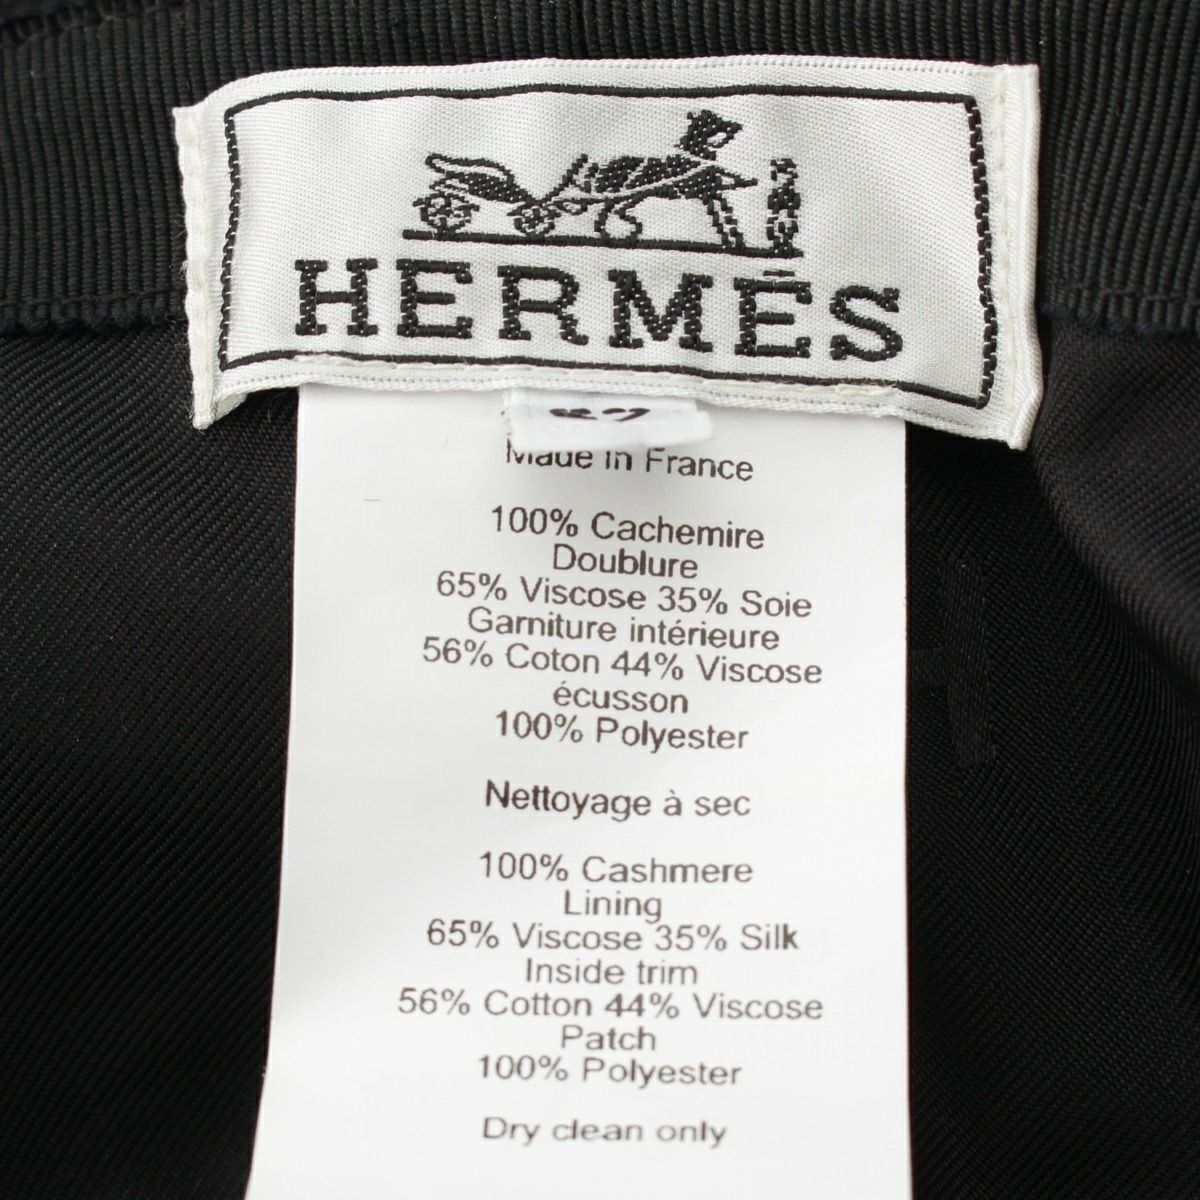 HERMÈS
Made in France
100% Cachemire
Doublure
65% Viscose 35% Soie
Garniture intérieure
56% Coton 44% Viscose
écusson
100% Polyester
Nettoyage à sec
100% Cashmere
Lining
65% Viscose 35% Silk
Inside trim
56% Cotton 44% Viscose
Patch
100% Polyester
Dry clean only